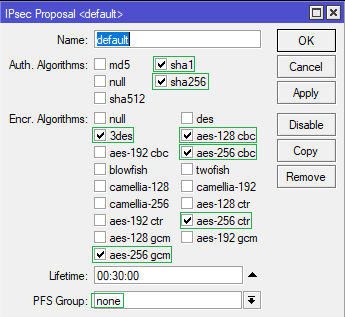 IPsec Proposal <default>
Name: default
OK
Auth. Algorithms: md5 sha1
Cancel
null sha256
sha512
Apply
Encr. Algorithms: null des
Disable
3des aes-128 cbc
aes-192 cbc aes-256 cbc
Copy
blowfish twofish
Remove
camellia-128 camellia-192
camellia-256 aes-128 ctr
aes-192 ctr aes-256 ctr
aes-128 gcm aes-192 gcm
aes-256 gcm
Lifetime: 00:30:00
PFS Group: none